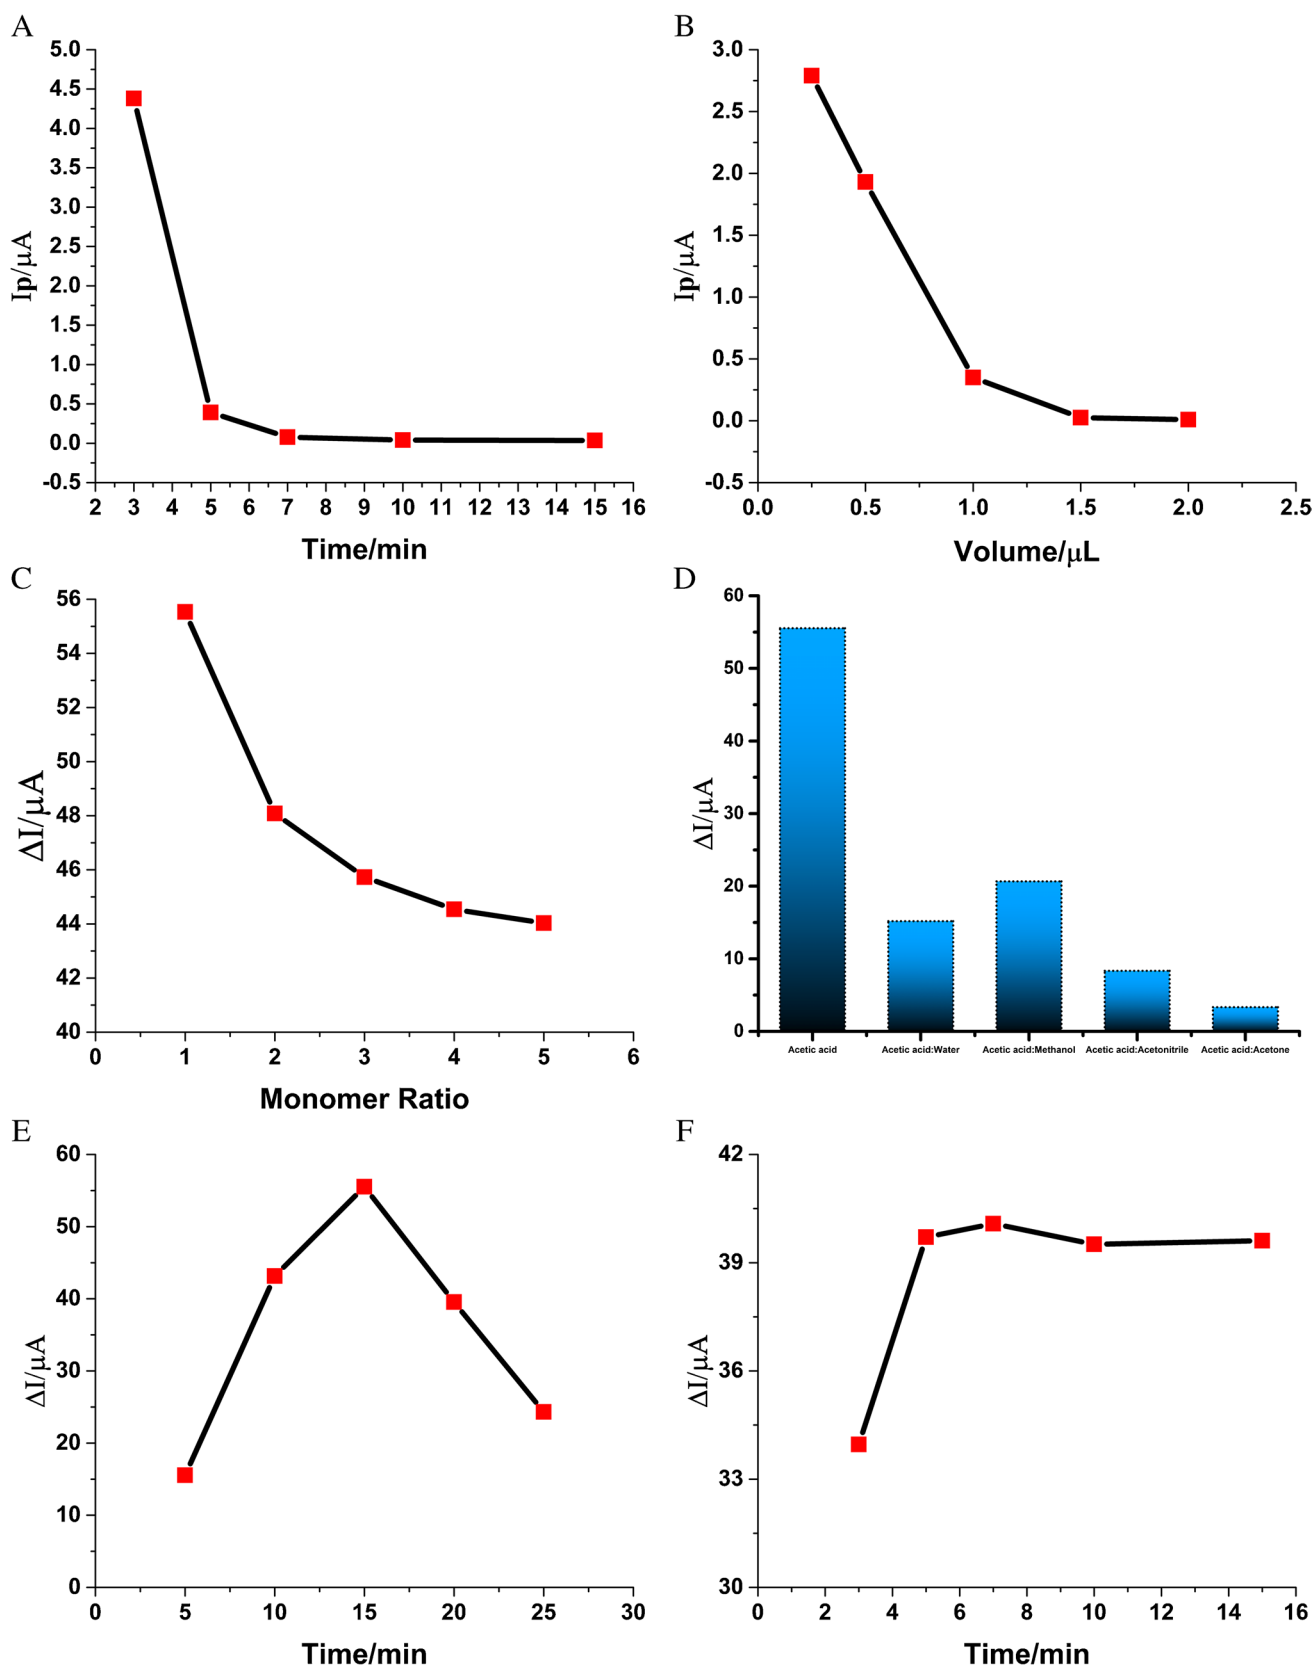 A
5.0
4.5
4.0
3.5
3.0
2.5
2.0
1.5
1.0
0.5
0.0
-0.5
Ip/μA
2 3 4 5 6 7 8 9 10 11 12 13 14 15 16
Time/min
B
3.0
2.5
2.0
1.5
1.0
0.5
0.0
-0.5
Ip/μA
0.0 0.5 1.0 1.5 2.0 2.5
Volume/μL
C
56
54
52
50
48
46
44
42
40
ΔI/μA
0 1 2 3 4 5 6
Monomer Ratio
D
60
50
40
30
20
10
0
ΔI/μA
Acetic acid Acetic acid:Water Acetic acid:Methanol Acetic acid:Acetonitrile Acetic acid:Acetone
E
60
50
40
30
20
10
0
ΔI/μA
0 5 10 15 20 25 30
Time/min
F
42
39
36
33
30
ΔI/μA
0 2 4 6 8 10 12 14 16
Time/min